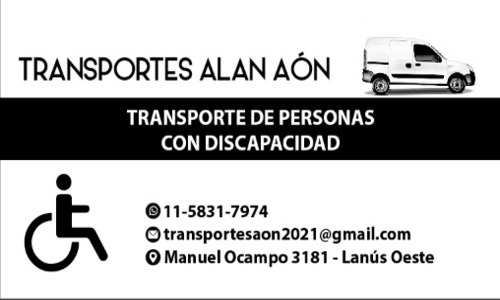 TRANSPORTES ALAN AÓN
TRANSPORTE DE PERSONAS
CON DISCAPACIDAD
11-5831-7974
transportesaon2021@gmail.com
Manuel Ocampo 3181 - Lanús Oeste